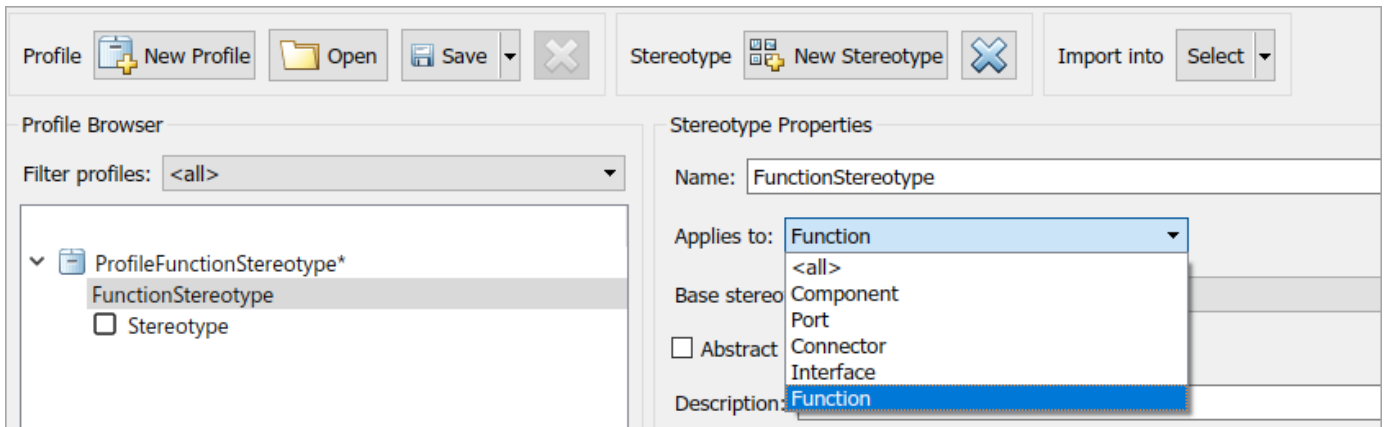 Profile New Profile Open Save Stereotype New Stereotype Import into Select
Profile Browser
Filter profiles: <all>
ProfileFunctionStereotype*
FunctionStereotype
Stereotype
Stereotype Properties
Name: FunctionStereotype
Applies to: Function
<all>
Component
Port
Connector
Interface
Function
Base stereo
Abstract
Description: